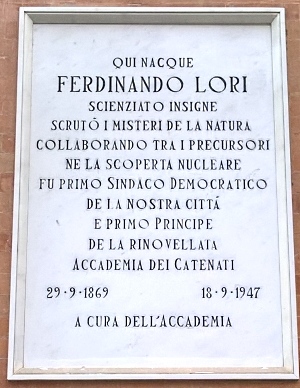 QUI NACQUE
FERDINANDO LORI
SCIENZIATO INSIGNE
SCRUTÒ I MISTERI DE LA NATURA
COLLABORANDO TRA I PRECURSORI
NE LA SCOPERTA NUCLEARE
FU PRIMO SINDACO DEMOCRATICO
DE LA NOSTRA CITTÁ
E PRIMO PRINCIPE
DE LA RINOVELLATA
ACCADEMIA DEI CATENATI
29·9·1869 18·9·1947
A CURA DELL'ACCADEMIA